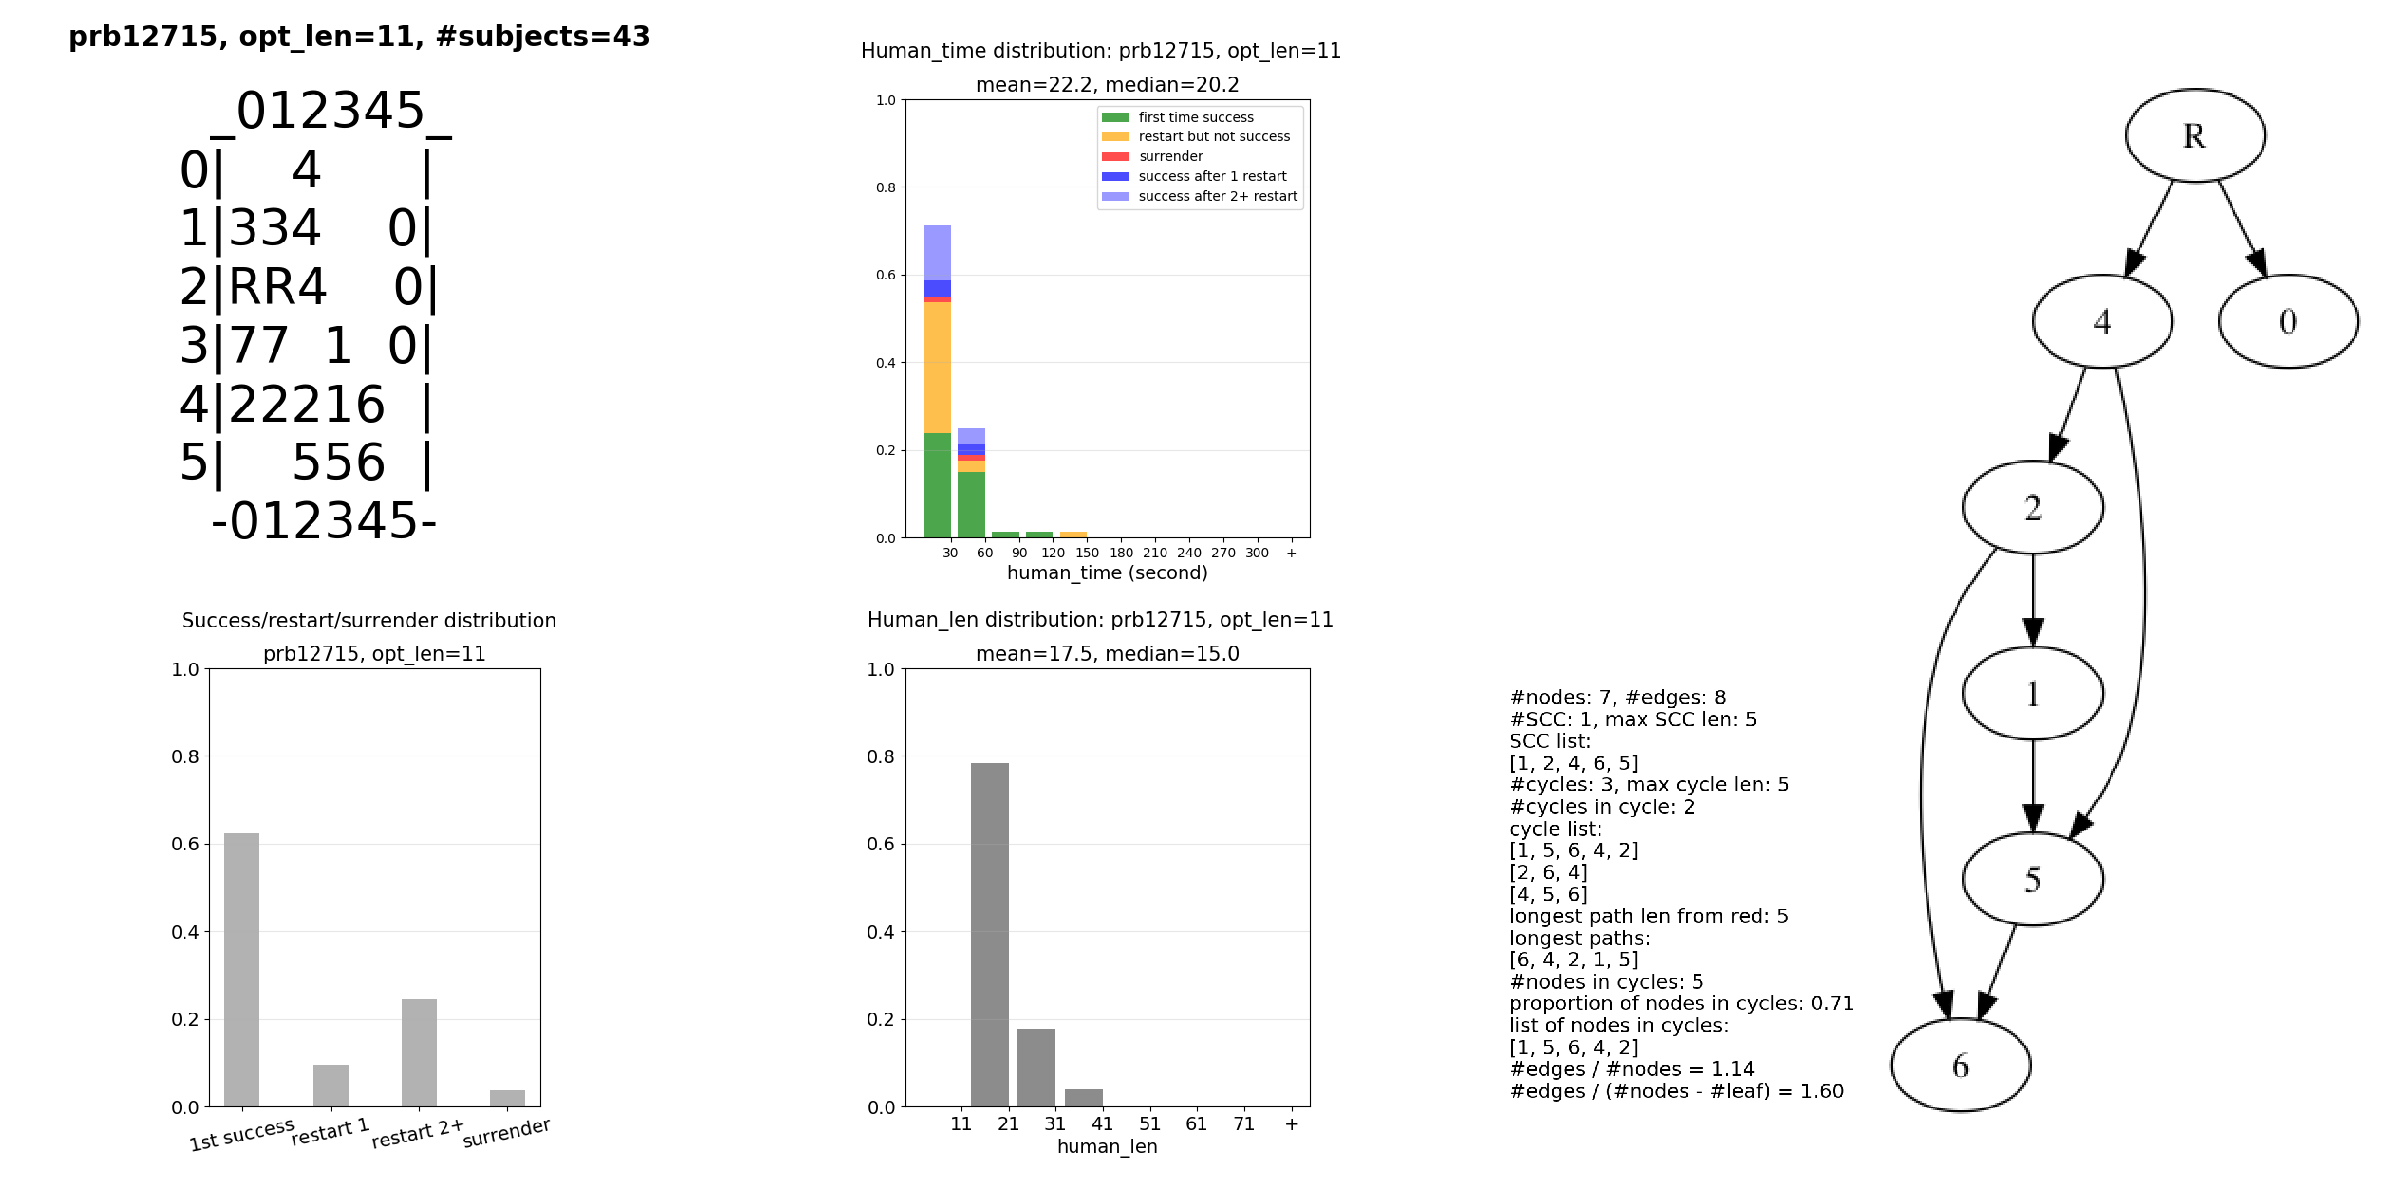 prb12715, opt_len=11, #subjects=43
_012345_
0|  4   |
1|334  0|
2|RR4  0|
3|77 1 0|
4|22216 |
5|  556 |
-012345-
Human_time distribution: prb12715, opt_len=11
mean=22.2, median=20.2
1.0
0.8
0.6
0.4
0.2
0.0
first time success
restart but not success
surrender
success after 1 restart
success after 2+ restart
30 60 90 120 150 180 210 240 270 300 +
human_time (second)
Success/restart/surrender distribution
prb12715, opt_len=11
1.0
0.8
0.6
0.4
0.2
0.0
1st success restart 1 restart 2+ surrender
Human_len distribution: prb12715, opt_len=11
mean=17.5, median=15.0
1.0
0.8
0.6
0.4
0.2
0.0
11 21 31 41 51 61 71 +
human_len
#nodes: 7, #edges: 8
#SCC: 1, max SCC len: 5
SCC list:
[1, 2, 4, 6, 5]
#cycles: 3, max cycle len: 5
#cycles in cycle: 2
cycle list:
[1, 5, 6, 4, 2]
[2, 6, 4]
[4, 5, 6]
longest path len from red: 5
longest paths:
[6, 4, 2, 1, 5]
#nodes in cycles: 5
proportion of nodes in cycles: 0.71
list of nodes in cycles:
[1, 5, 6, 4, 2]
#edges / #nodes = 1.14
#edges / (#nodes - #leaf) = 1.60
R
4 0
2
1
5
6